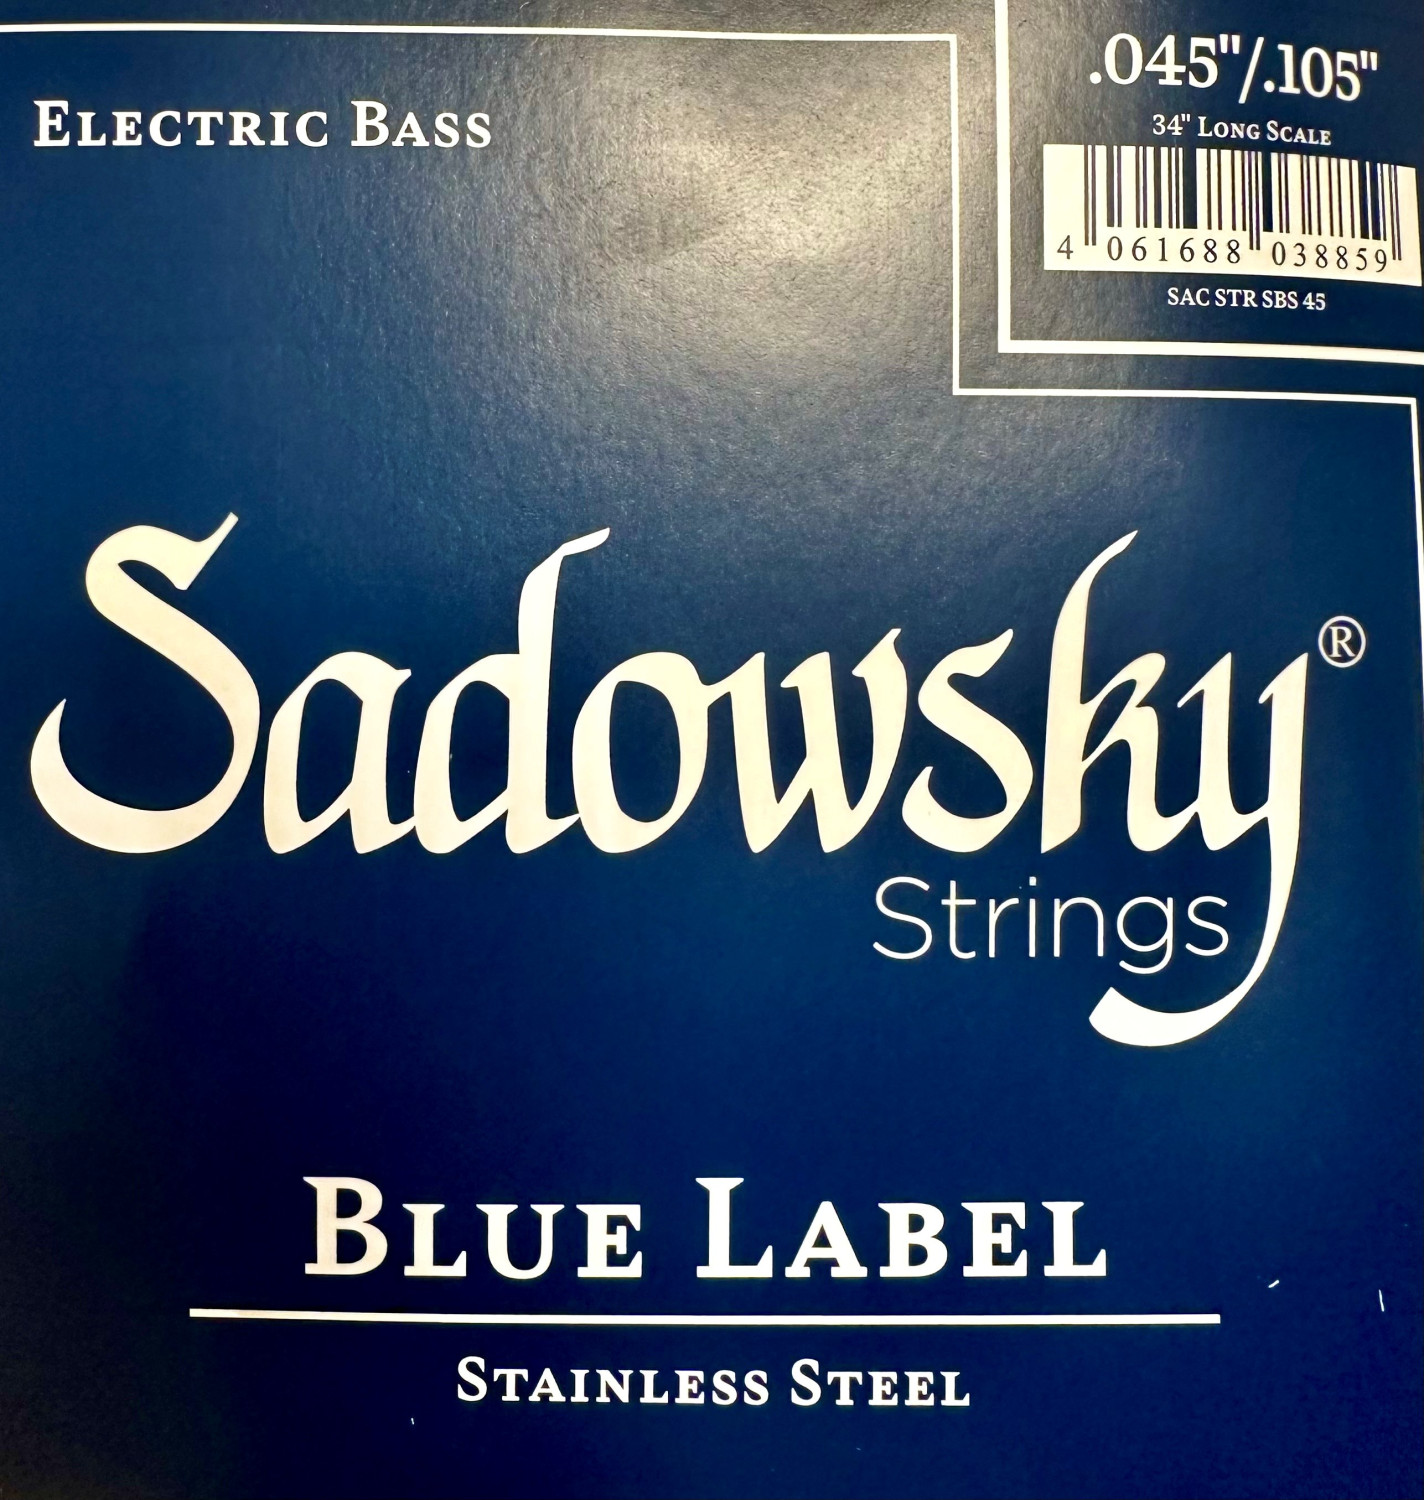 Electric Bass
.045"/.105"
34" Long Scale
4 061688 038859
SAC STR SBS 45
Sadowsky®
Strings
Blue Label
Stainless Steel